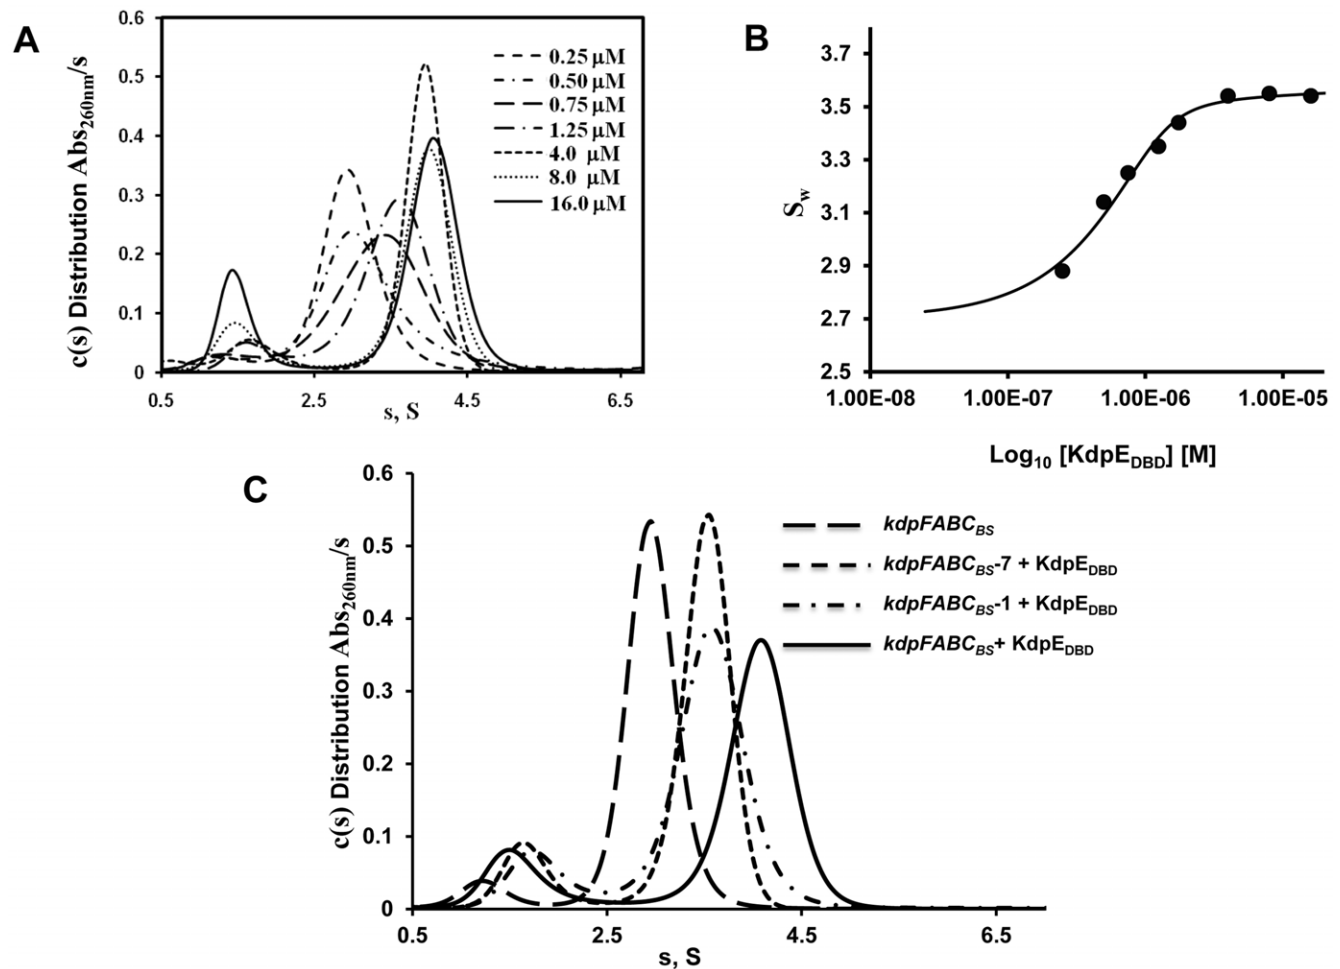 A
c(s) Distribution Abs260nm/s
0.6
0.5
0.4
0.3
0.2
0.1
0
0.5
2.5
4.5
6.5
s, S
0.25 µM
0.50 µM
0.75 µM
1.25 µM
4.0 µM
8.0 µM
16.0 µM
B
Sw
3.7
3.5
3.3
3.1
2.9
2.7
2.5
1.00E-08
1.00E-07
1.00E-06
1.00E-05
Log10 [KdpEDBD] [M]
C
c(s) Distribution Abs260nm/s
0.6
0.5
0.4
0.3
0.2
0.1
0
0.5
2.5
4.5
6.5
s, S
kdpFABCBS
kdpFABCBS-7 + KdpEDBD
kdpFABCBS-1 + KdpEDBD
kdpFABCBS+ KdpEDBD